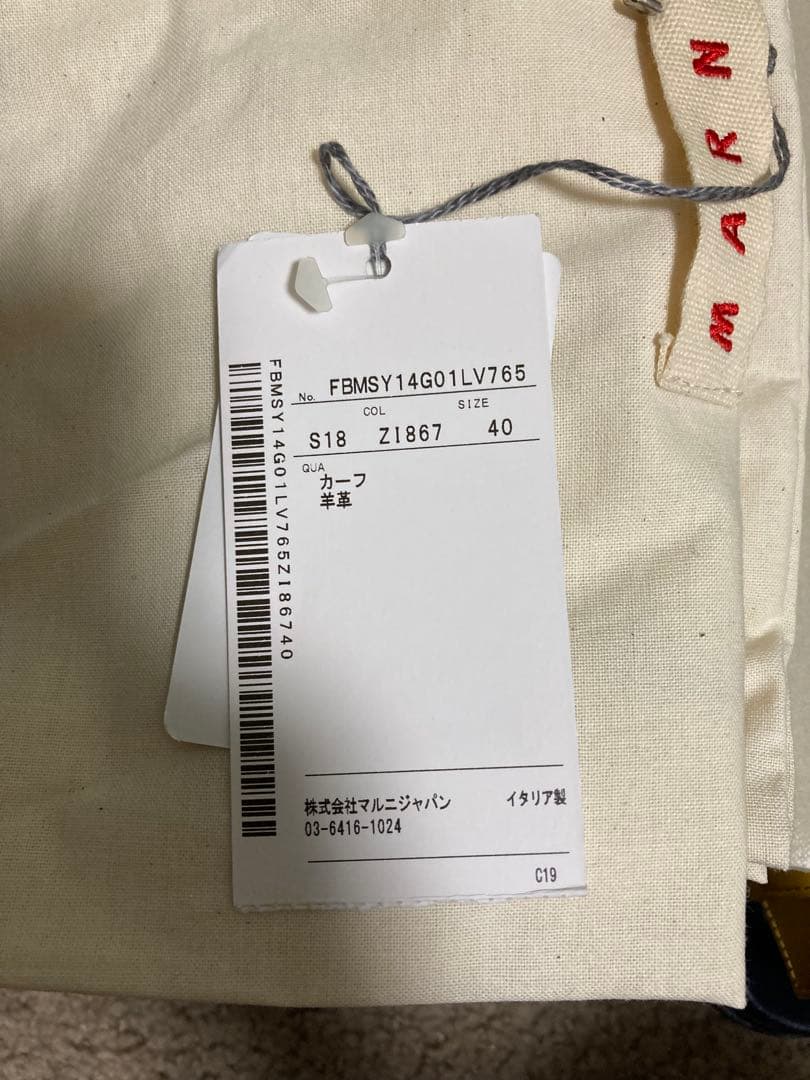 MARN
No. FBMSY14G01LV765
COL SIZE
S18 ZI867 40
QUA
カーフ
羊革
FBMSY14G01LV765ZI86740
株式会社マルニジャパン イタリア製
03-6416-1024
C19